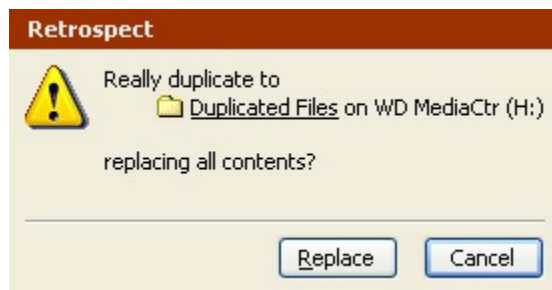 Retrospect
Really duplicate to
Duplicated Files on WD MediaCtr (H:)
replacing all contents?
Replace Cancel